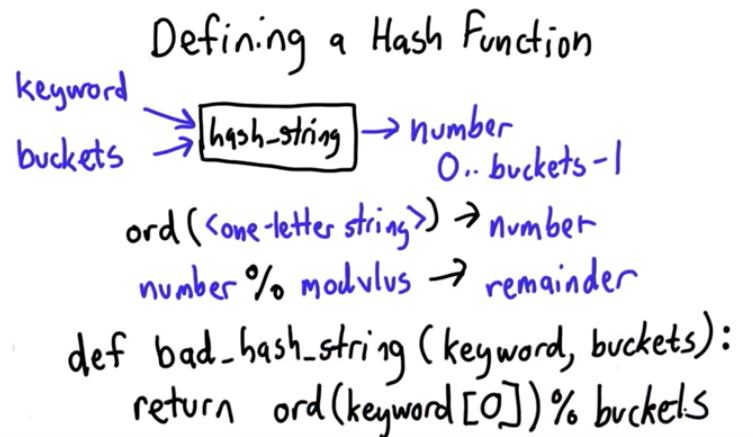 Defining a Hash Function
keyword
buckets
hash_string
number
0.. buckets-1
ord(<one-letter string>) → number
number % modulus → remainder
def bad_hash_string(keyword, buckets):
return ord(keyword[0]) % buckets